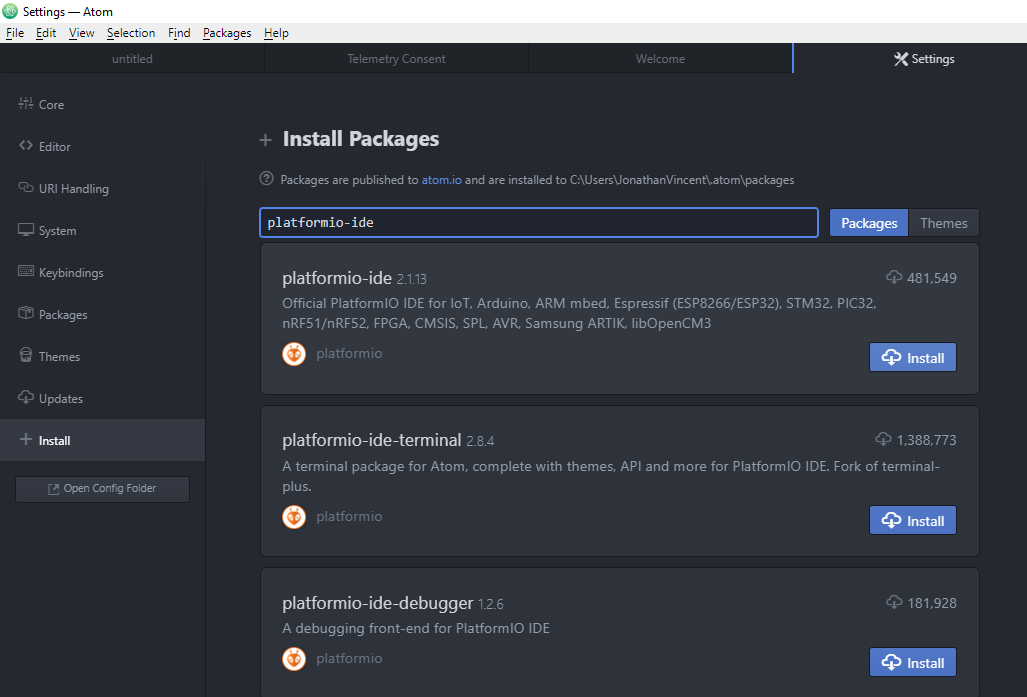 Settings — Atom
File Edit View Selection Find Packages Help
untitled Telemetry Consent Welcome Settings
Core
Editor
URI Handling
System
Keybindings
Packages
Themes
Updates
Install
Open Config Folder
Install Packages
Packages are published to atom.io and are installed to C:\Users\JonathanVincent\.atom\packages
platformio-ide Packages Themes
platformio-ide 2.1.13 481,549
Official PlatformIO IDE for IoT, Arduino, ARM mbed, Espressif (ESP8266/ESP32), STM32, PIC32,
nRF51/nRF52, FPGA, CMSIS, SPL, AVR, Samsung ARTIK, libOpenCM3
platformio Install
platformio-ide-terminal 2.8.4 1,388,773
A terminal package for Atom, complete with themes, API and more for PlatformIO IDE. Fork of terminal-
plus.
platformio Install
platformio-ide-debugger 1.2.6 181,928
A debugging front-end for PlatformIO IDE
platformio Install